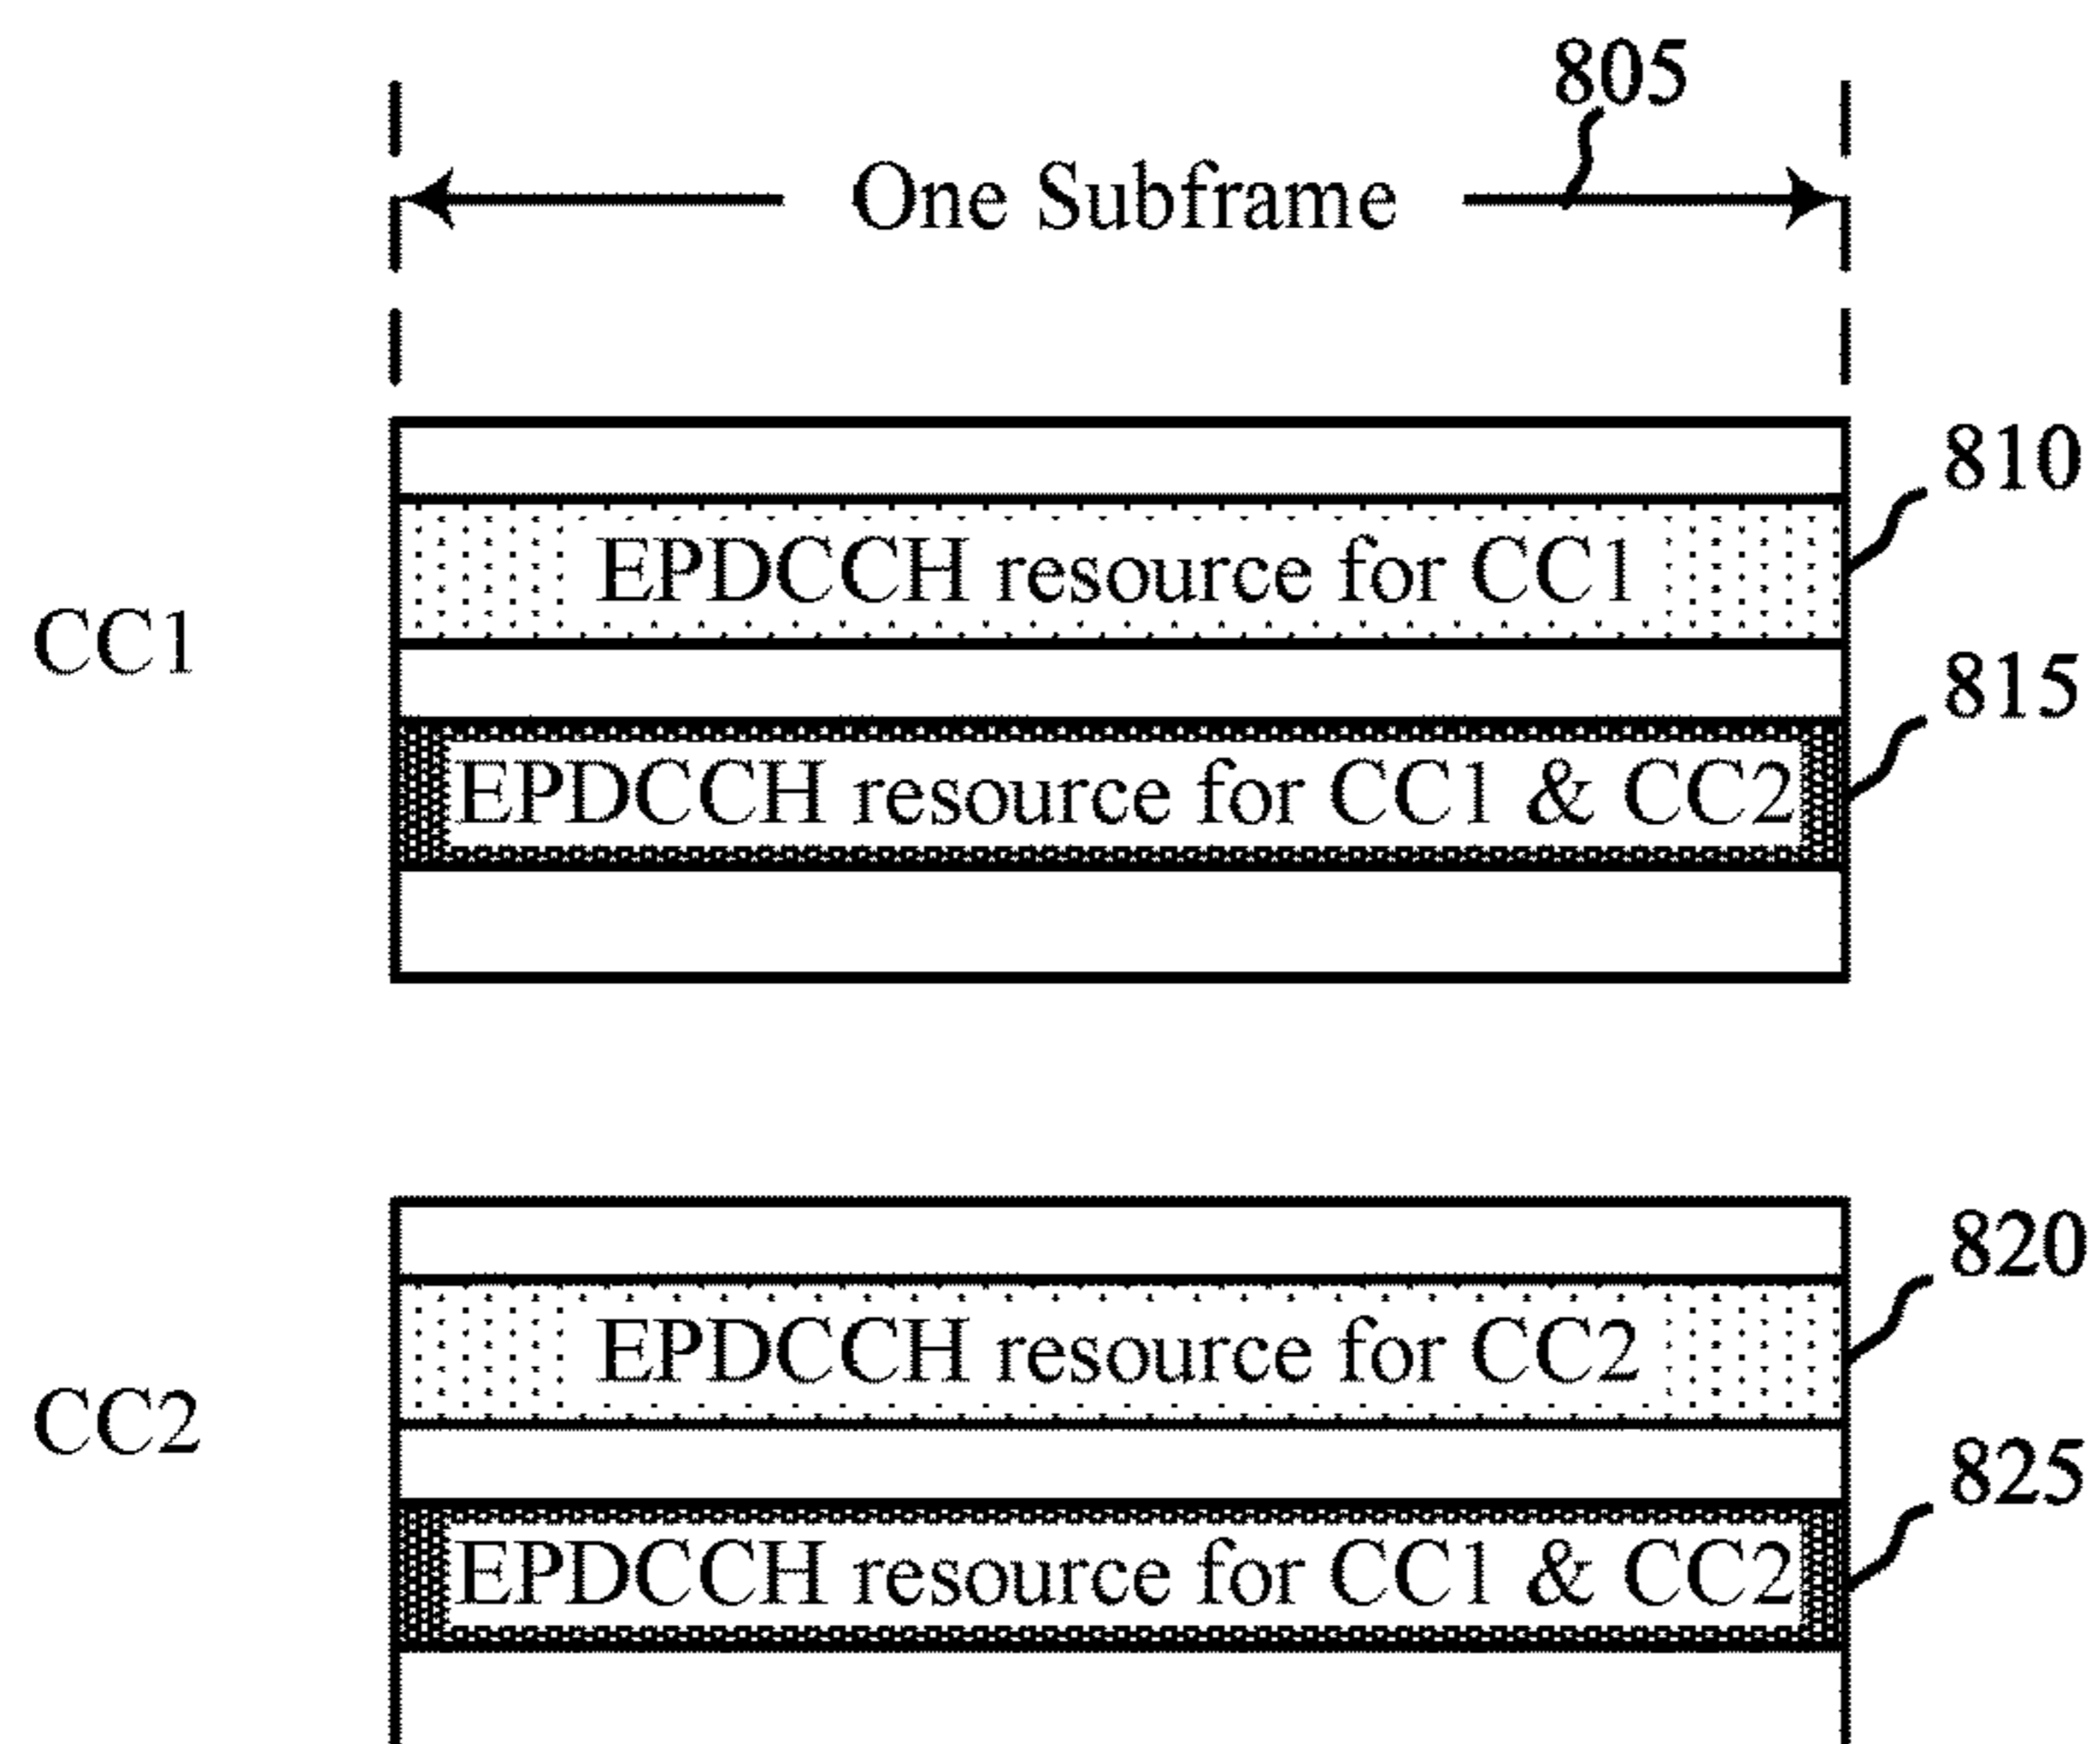 805
One Subframe
810
EPDCCH resource for CC1
CC1
815
EPDCCH resource for CC1 & CC2
820
EPDCCH resource for CC2
CC2
825
EPDCCH resource for CC1 & CC2